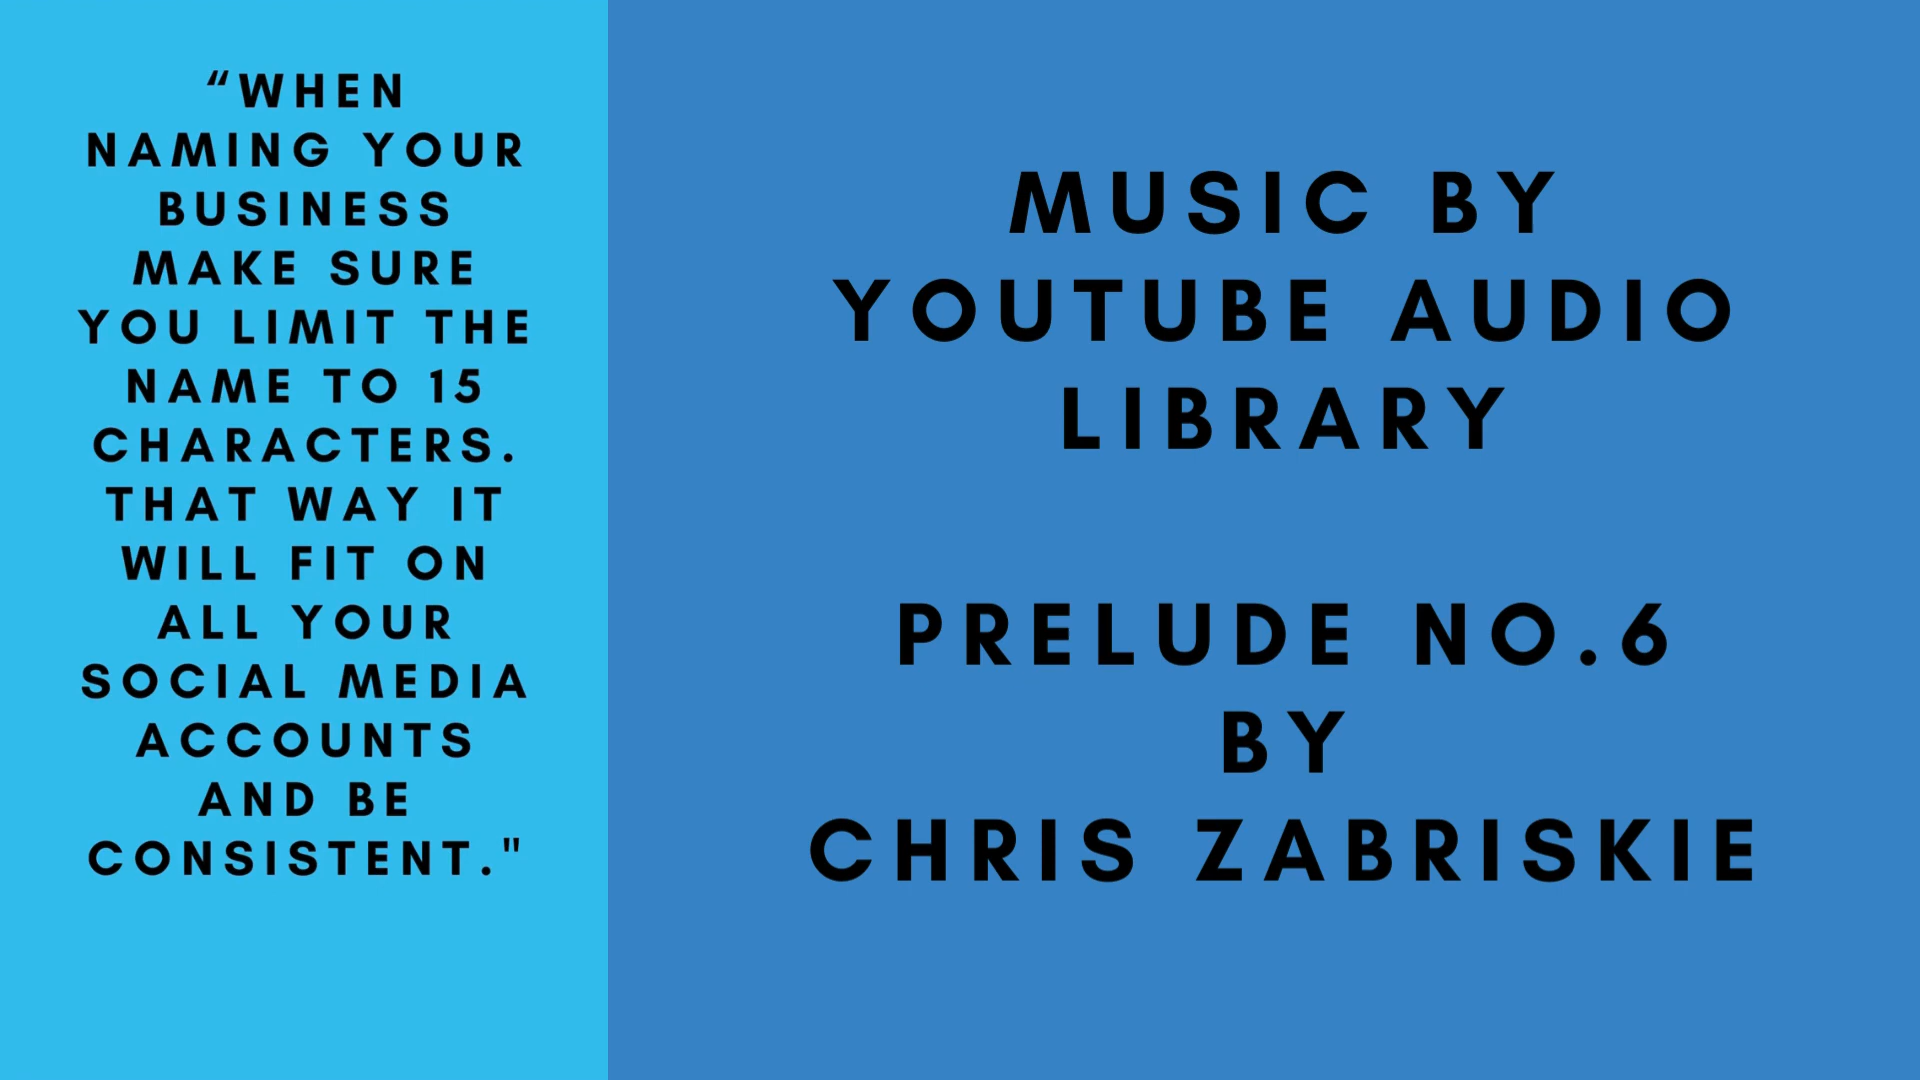 “WHEN
NAMING YOUR
BUSINESS
MAKE SURE
YOU LIMIT THE
NAME TO 15
CHARACTERS.
THAT WAY IT
WILL FIT ON
ALL YOUR
SOCIAL MEDIA
ACCOUNTS
AND BE
CONSISTENT."
MUSIC BY
YOUTUBE AUDIO
LIBRARY
PRELUDE NO.6
BY
CHRIS ZABRISKIE